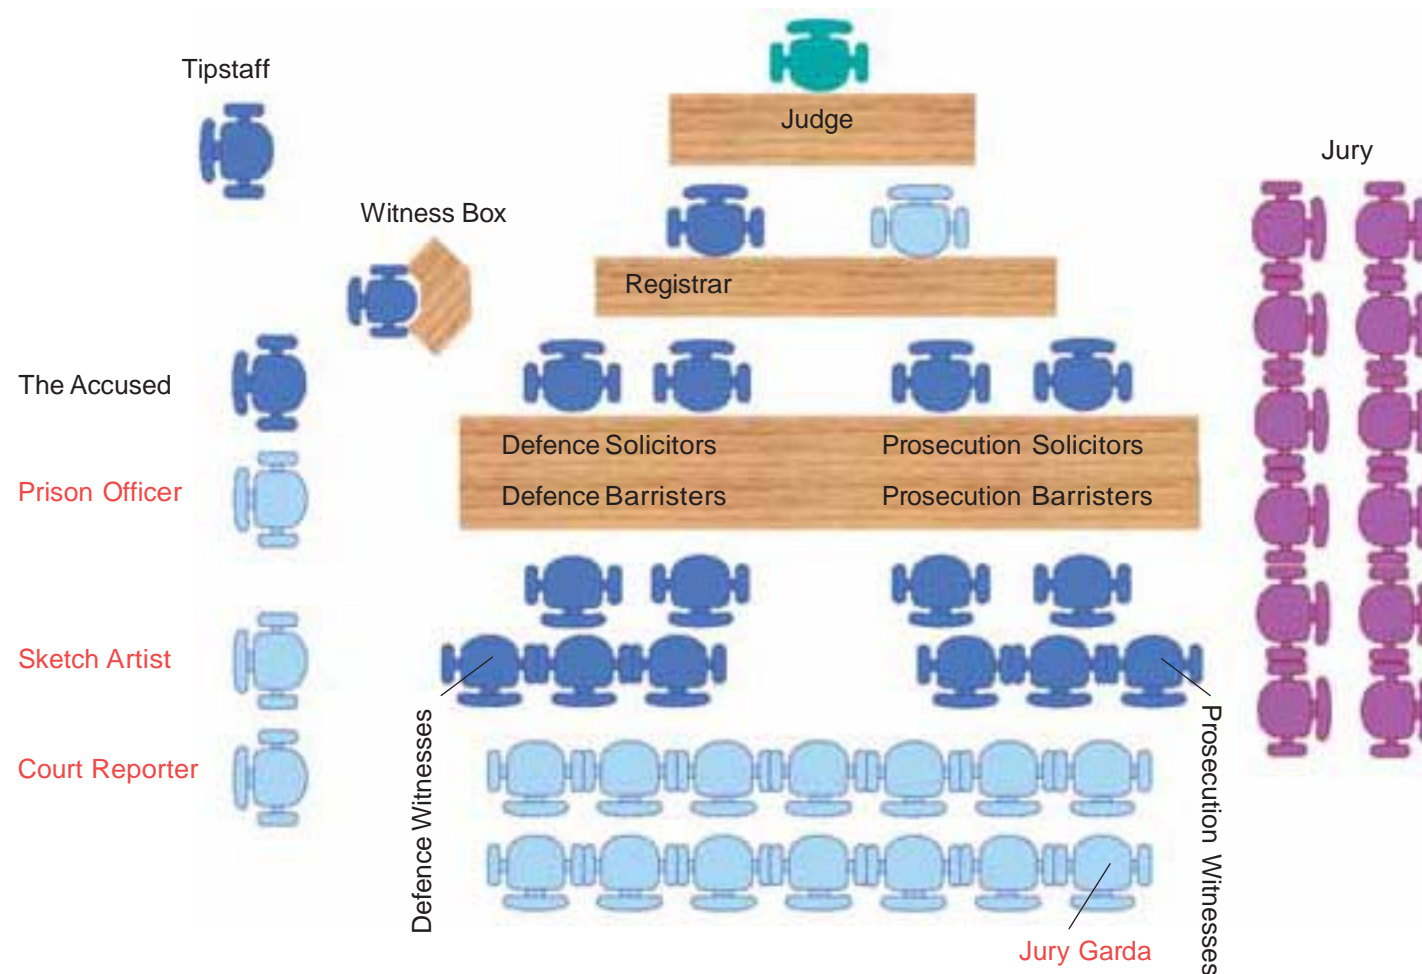 Tipstaff
Judge
Jury
Witness Box
Registrar
The Accused
Defence Solicitors
Prosecution Solicitors
Prison Officer
Defence Barristers
Prosecution Barristers
Sketch Artist
Court Reporter
Defence Witnesses
Prosecution Witnesses
Jury Garda